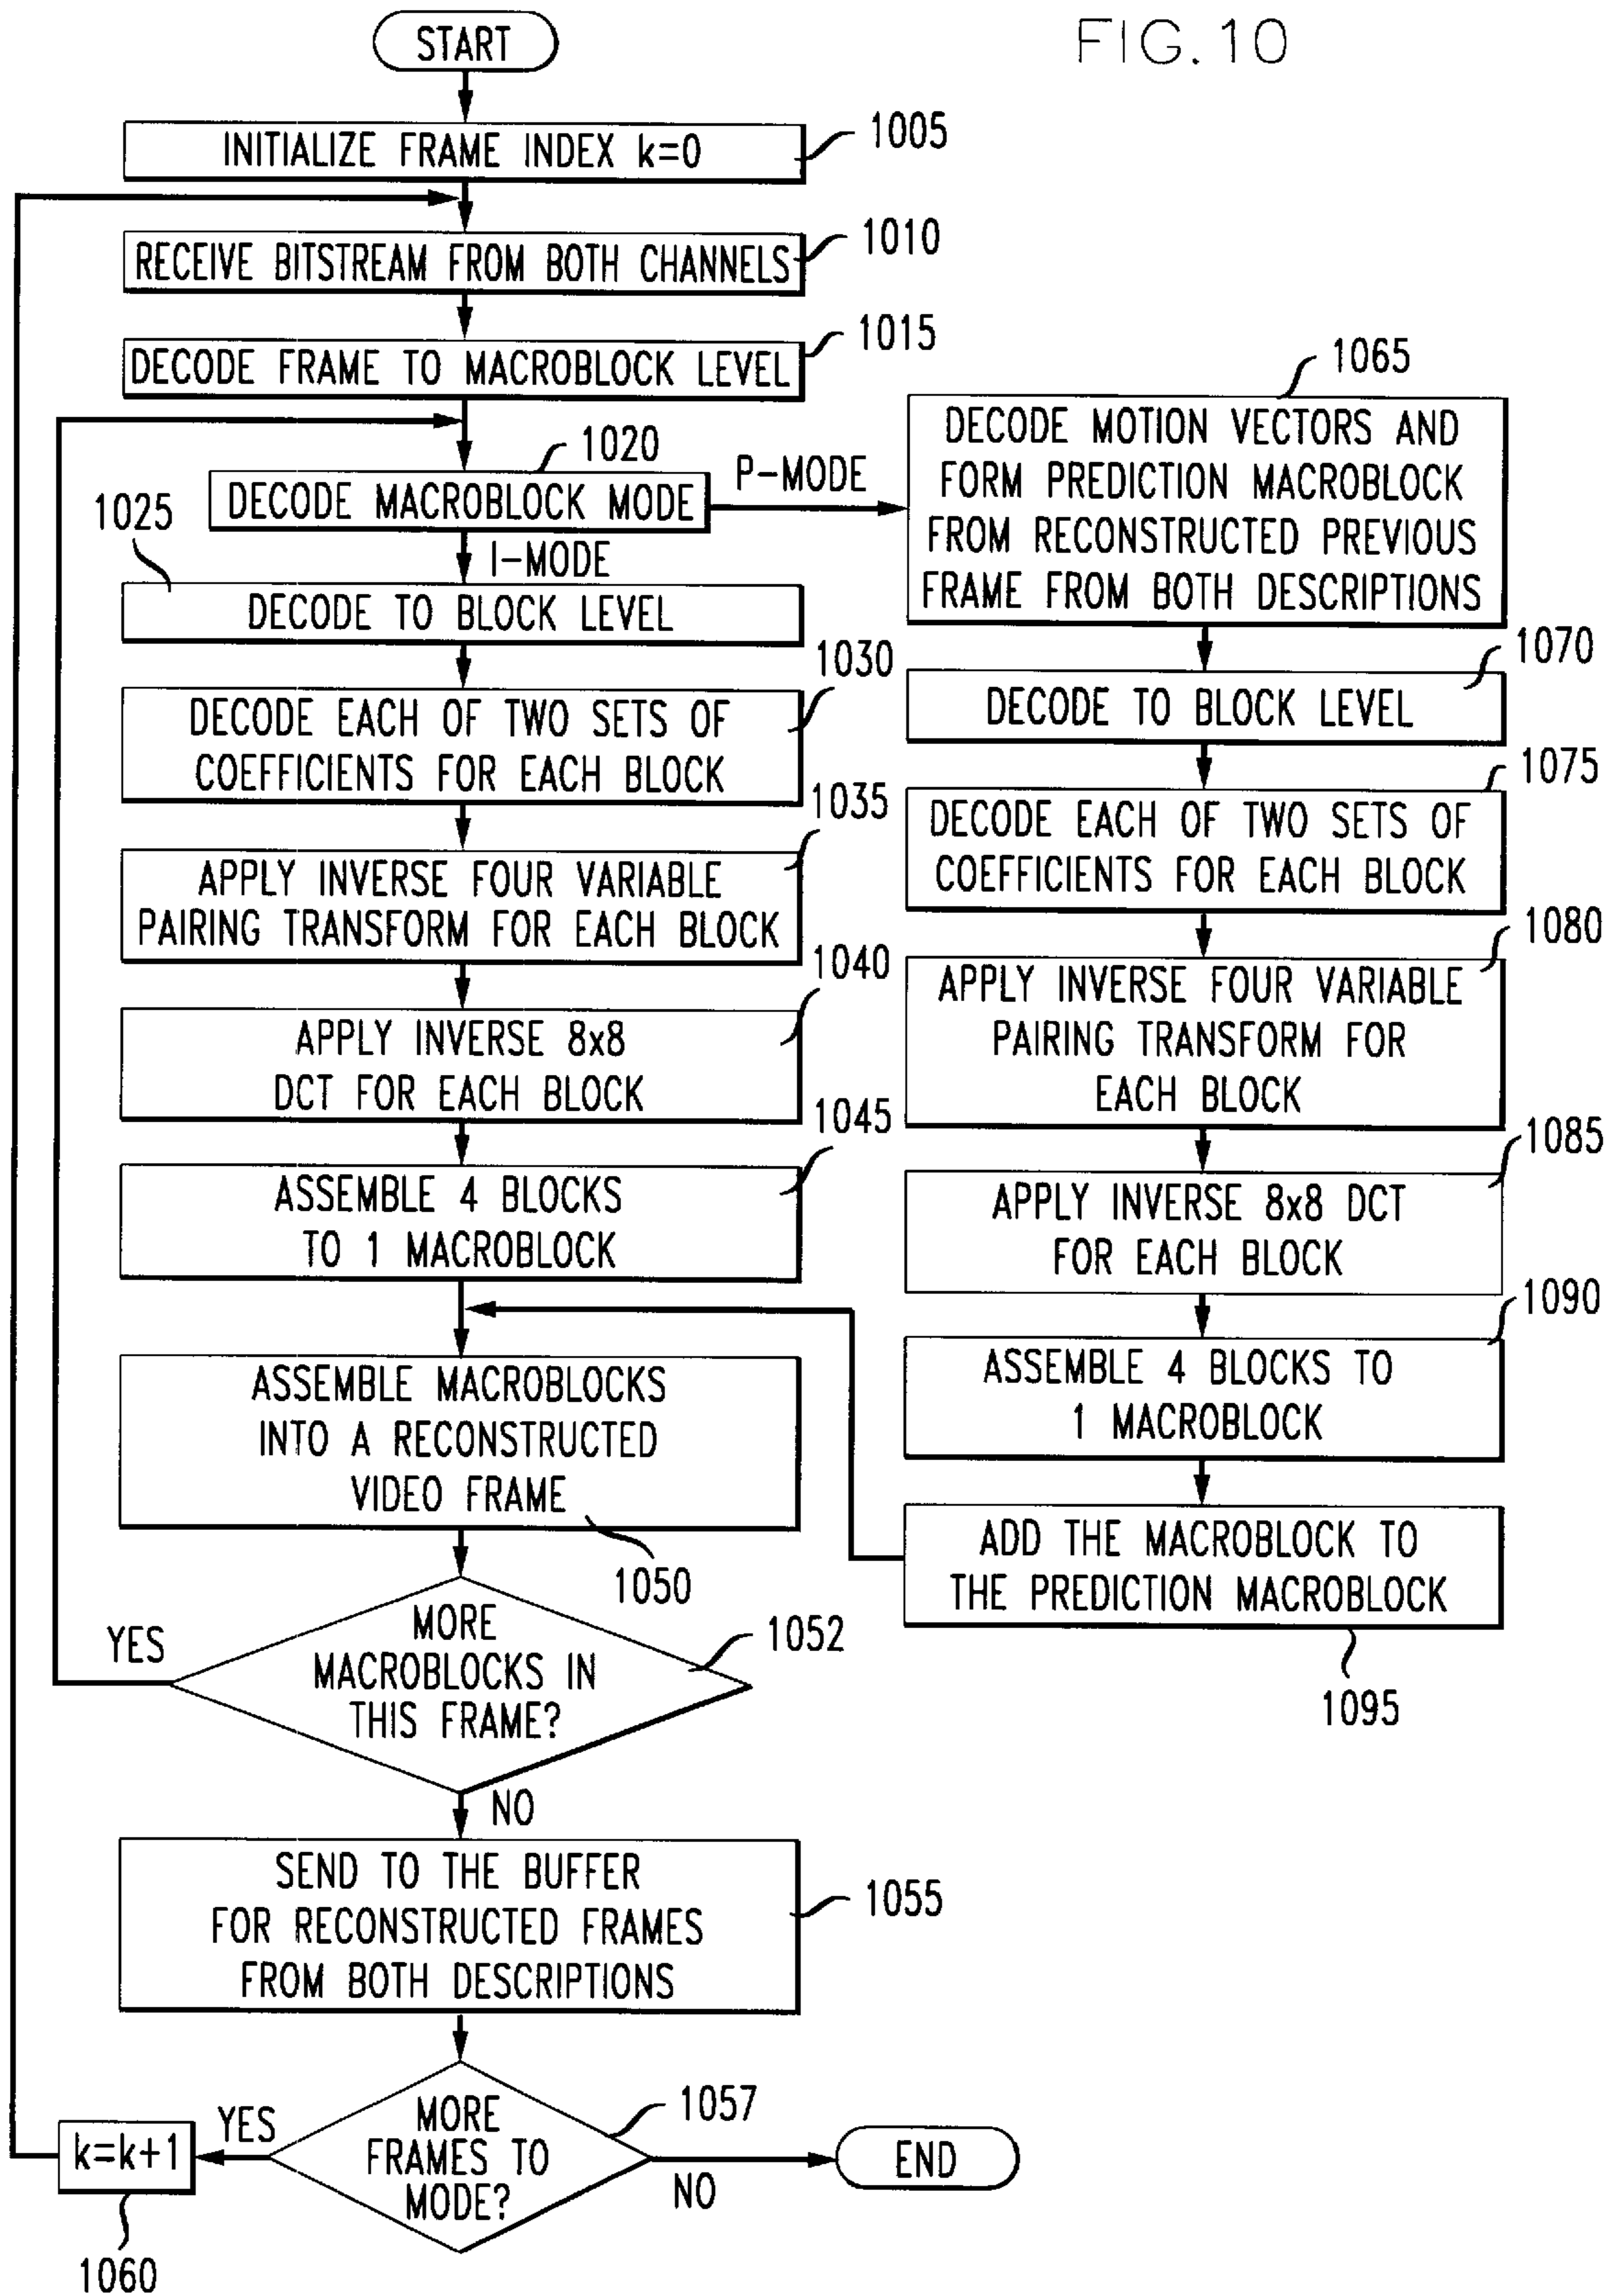 FIG. 10
START
INITIALIZE FRAME INDEX k=0
1005
RECEIVE BITSTREAM FROM BOTH CHANNELS
1010
DECODE FRAME TO MACROBLOCK LEVEL
1015
1020
DECODE MACROBLOCK MODE
P-MODE
I-MODE
1025
DECODE TO BLOCK LEVEL
1030
DECODE EACH OF TWO SETS OF
COEFFICIENTS FOR EACH BLOCK
1035
APPLY INVERSE FOUR VARIABLE
PAIRING TRANSFORM FOR EACH BLOCK
1040
APPLY INVERSE 8x8
DCT FOR EACH BLOCK
1045
ASSEMBLE 4 BLOCKS
TO 1 MACROBLOCK
ASSEMBLE MACROBLOCKS
INTO A RECONSTRUCTED
VIDEO FRAME
1050
MORE
MACROBLOCKS IN
THIS FRAME?
1052
YES
NO
SEND TO THE BUFFER
FOR RECONSTRUCTED FRAMES
FROM BOTH DESCRIPTIONS
1055
MORE
FRAMES TO
MODE?
1057
YES
k=k+1
1060
NO
END
1065
DECODE MOTION VECTORS AND
FORM PREDICTION MACROBLOCK
FROM RECONSTRUCTED PREVIOUS
FRAME FROM BOTH DESCRIPTIONS
1070
DECODE TO BLOCK LEVEL
1075
DECODE EACH OF TWO SETS OF
COEFFICIENTS FOR EACH BLOCK
1080
APPLY INVERSE FOUR VARIABLE
PAIRING TRANSFORM FOR
EACH BLOCK
1085
APPLY INVERSE 8x8 DCT
FOR EACH BLOCK
1090
ASSEMBLE 4 BLOCKS TO
1 MACROBLOCK
ADD THE MACROBLOCK TO
THE PREDICTION MACROBLOCK
1095